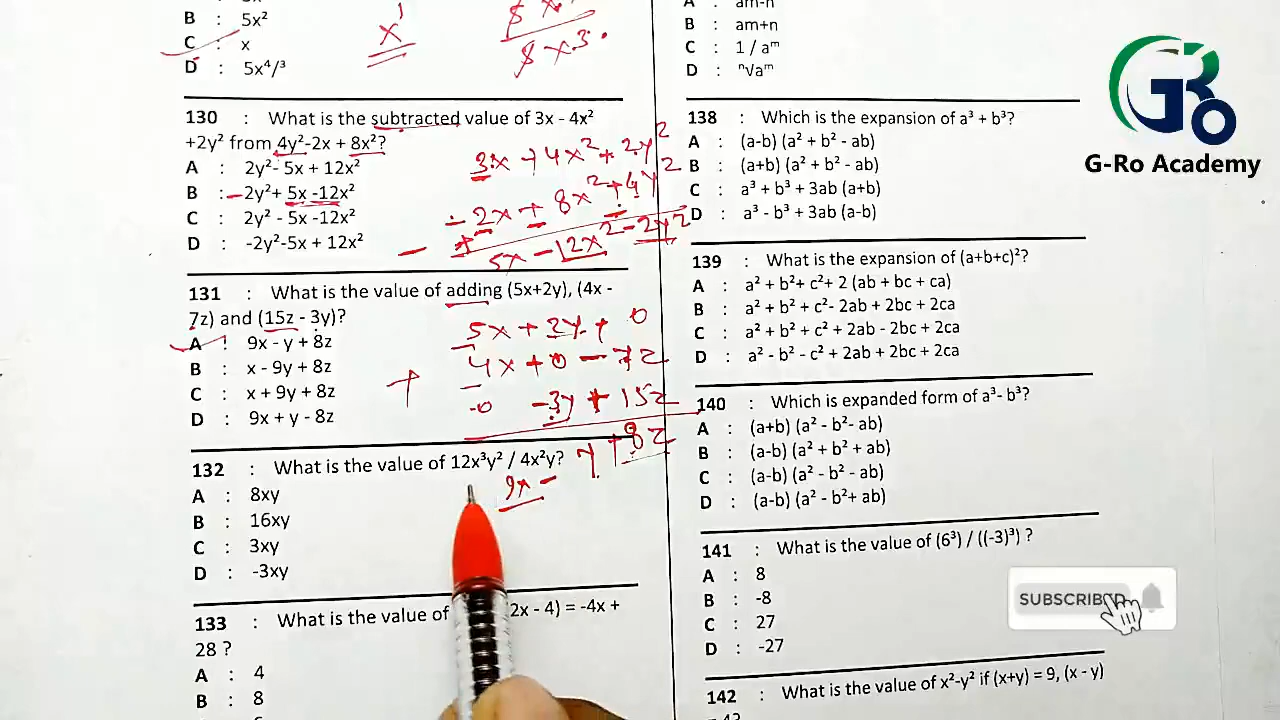 B : 5x²
C : x
D : 5x⁴/³
x¹
8 x3.
130 : What is the subtracted value of 3x - 4x²
+2y² from 4y²-2x + 8x²?
A : 2y²- 5x + 12x²
B : -2y²+ 5x -12x²
C : 2y² - 5x -12x²
D : -2y²-5x + 12x²
3x + 4x² + 2y²
- 2x + 8x² + 4y²
5x - 12x² - 2y²
131 : What is the value of adding (5x+2y), (4x -
7z) and (15z - 3y)?
A : 9x - y + 8z
B : x - 9y + 8z
C : x + 9y + 8z
D : 9x + y - 8z
5x + 2y + 0
4x + 0 - 7z
+ -0 -3y + 15z
9x - y + 8z
132 : What is the value of 12x³y² / 4x²y?
A : 8xy
B : 16xy
C : 3xy
D : -3xy
133 : What is the value of 2x - 4) = -4x +
28 ?
A : 4
B : 8
A : am-n
B : am+n
C : 1 / aᵐ
D : ⁿ√aᵐ
138 : Which is the expansion of a³ + b³?
A : (a-b) (a² + b² - ab)
B : (a+b) (a² + b² - ab)
C : a³ + b³ + 3ab (a+b)
D : a³ - b³ + 3ab (a-b)
139 : What is the expansion of (a+b+c)²?
A : a² + b²+ c²+ 2 (ab + bc + ca)
B : a² + b² + c²- 2ab + 2bc + 2ca
C : a² + b² + c² + 2ab - 2bc + 2ca
D : a² - b² - c² + 2ab + 2bc + 2ca
140 : Which is expanded form of a³- b³?
A : (a+b) (a² - b²- ab)
B : (a-b) (a² + b² + ab)
C : (a-b) (a² - b² - ab)
D : (a-b) (a² - b²+ ab)
141 : What is the value of (6³) / ((-3)³) ?
A : 8
B : -8
C : 27
D : -27
142 : What is the value of x²-y² if (x+y) = 9, (x - y)
GRo
G-Ro Academy
SUBSCRIBED